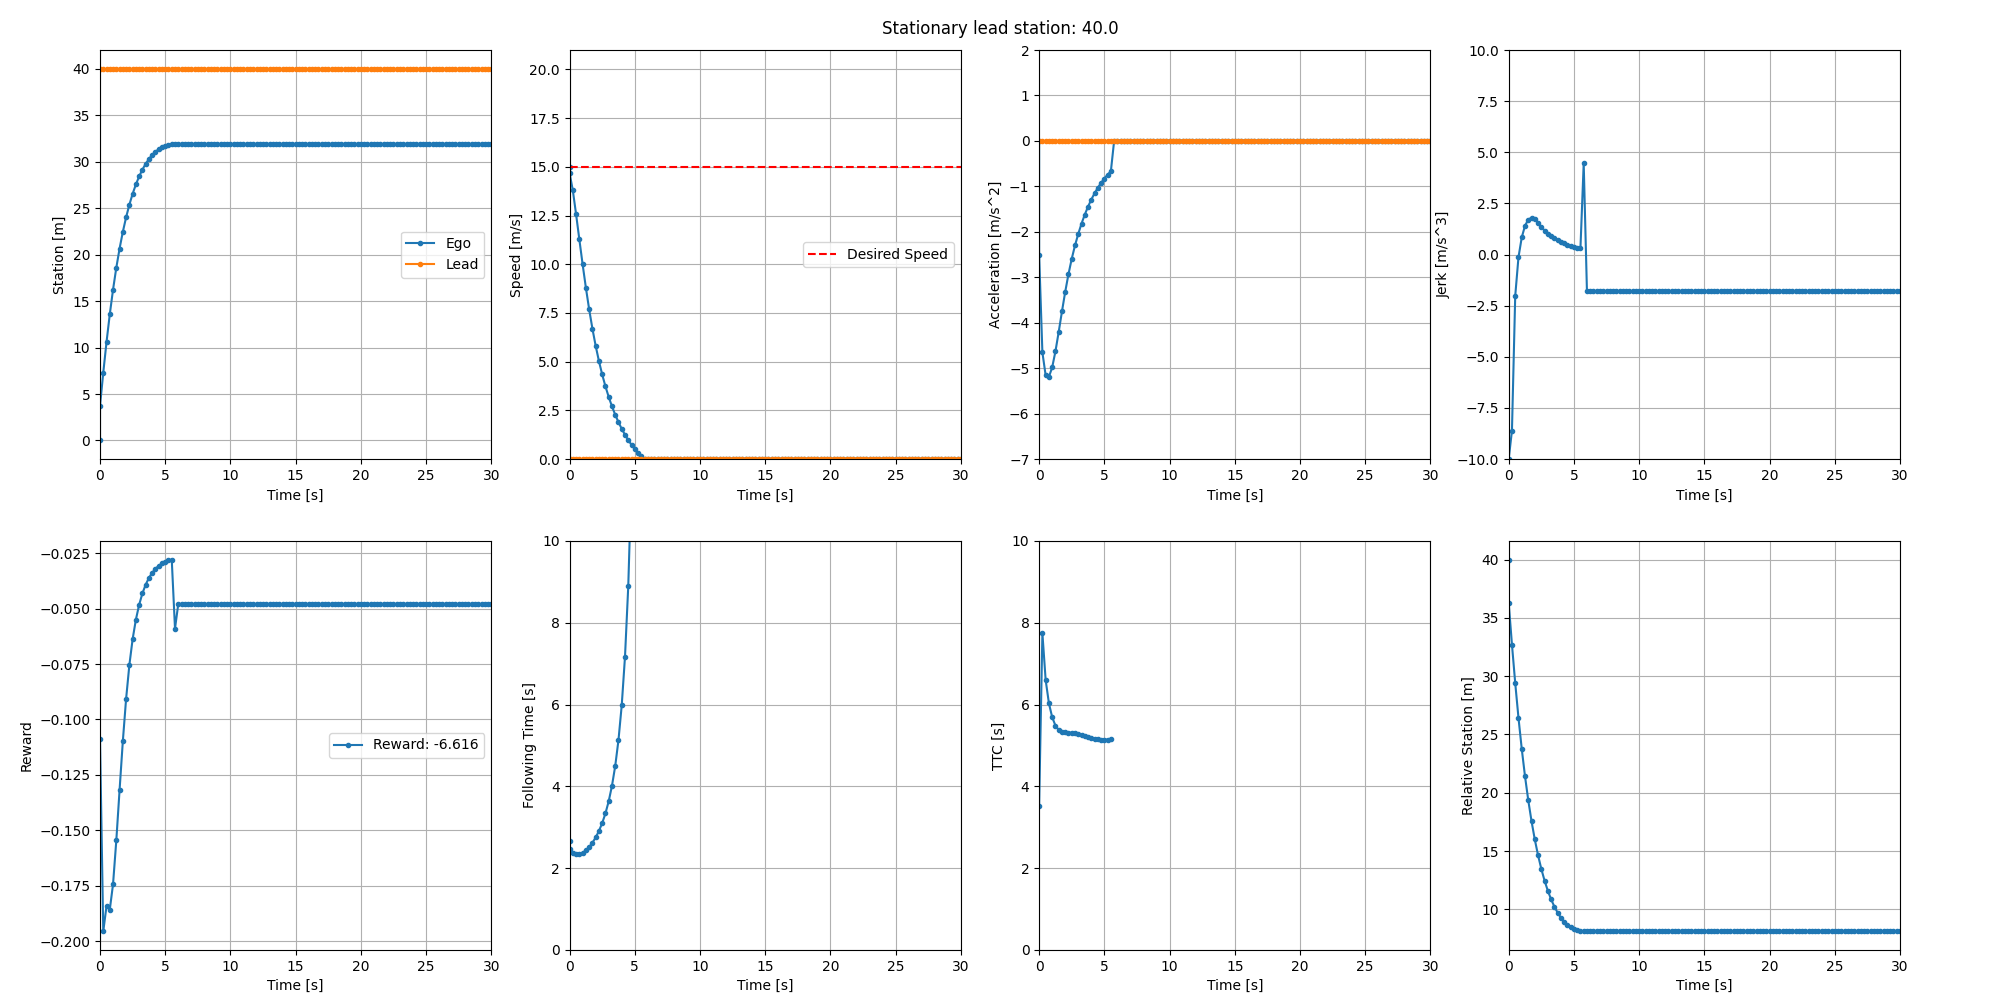 Stationary lead station: 40.0
40
35
30
25
20
15
10
5
0
Station [m]
Ego
Lead
0 5 10 15 20 25 30
Time [s]
20.0
17.5
15.0
12.5
10.0
7.5
5.0
2.5
0.0
Speed [m/s]
Desired Speed
0 5 10 15 20 25 30
Time [s]
2
1
0
−1
−2
−3
−4
−5
−6
−7
Acceleration [m/s^2]
0 5 10 15 20 25 30
Time [s]
10.0
7.5
5.0
2.5
0.0
−2.5
−5.0
−7.5
−10.0
Jerk [m/s^3]
0 5 10 15 20 25 30
Time [s]
−0.025
−0.050
−0.075
−0.100
−0.125
−0.150
−0.175
−0.200
Reward
Reward: -6.616
0 5 10 15 20 25 30
Time [s]
10
8
6
4
2
0
Following Time [s]
0 5 10 15 20 25 30
Time [s]
10
8
6
4
2
0
TTC [s]
0 5 10 15 20 25 30
Time [s]
40
35
30
25
20
15
10
Relative Station [m]
0 5 10 15 20 25 30
Time [s]